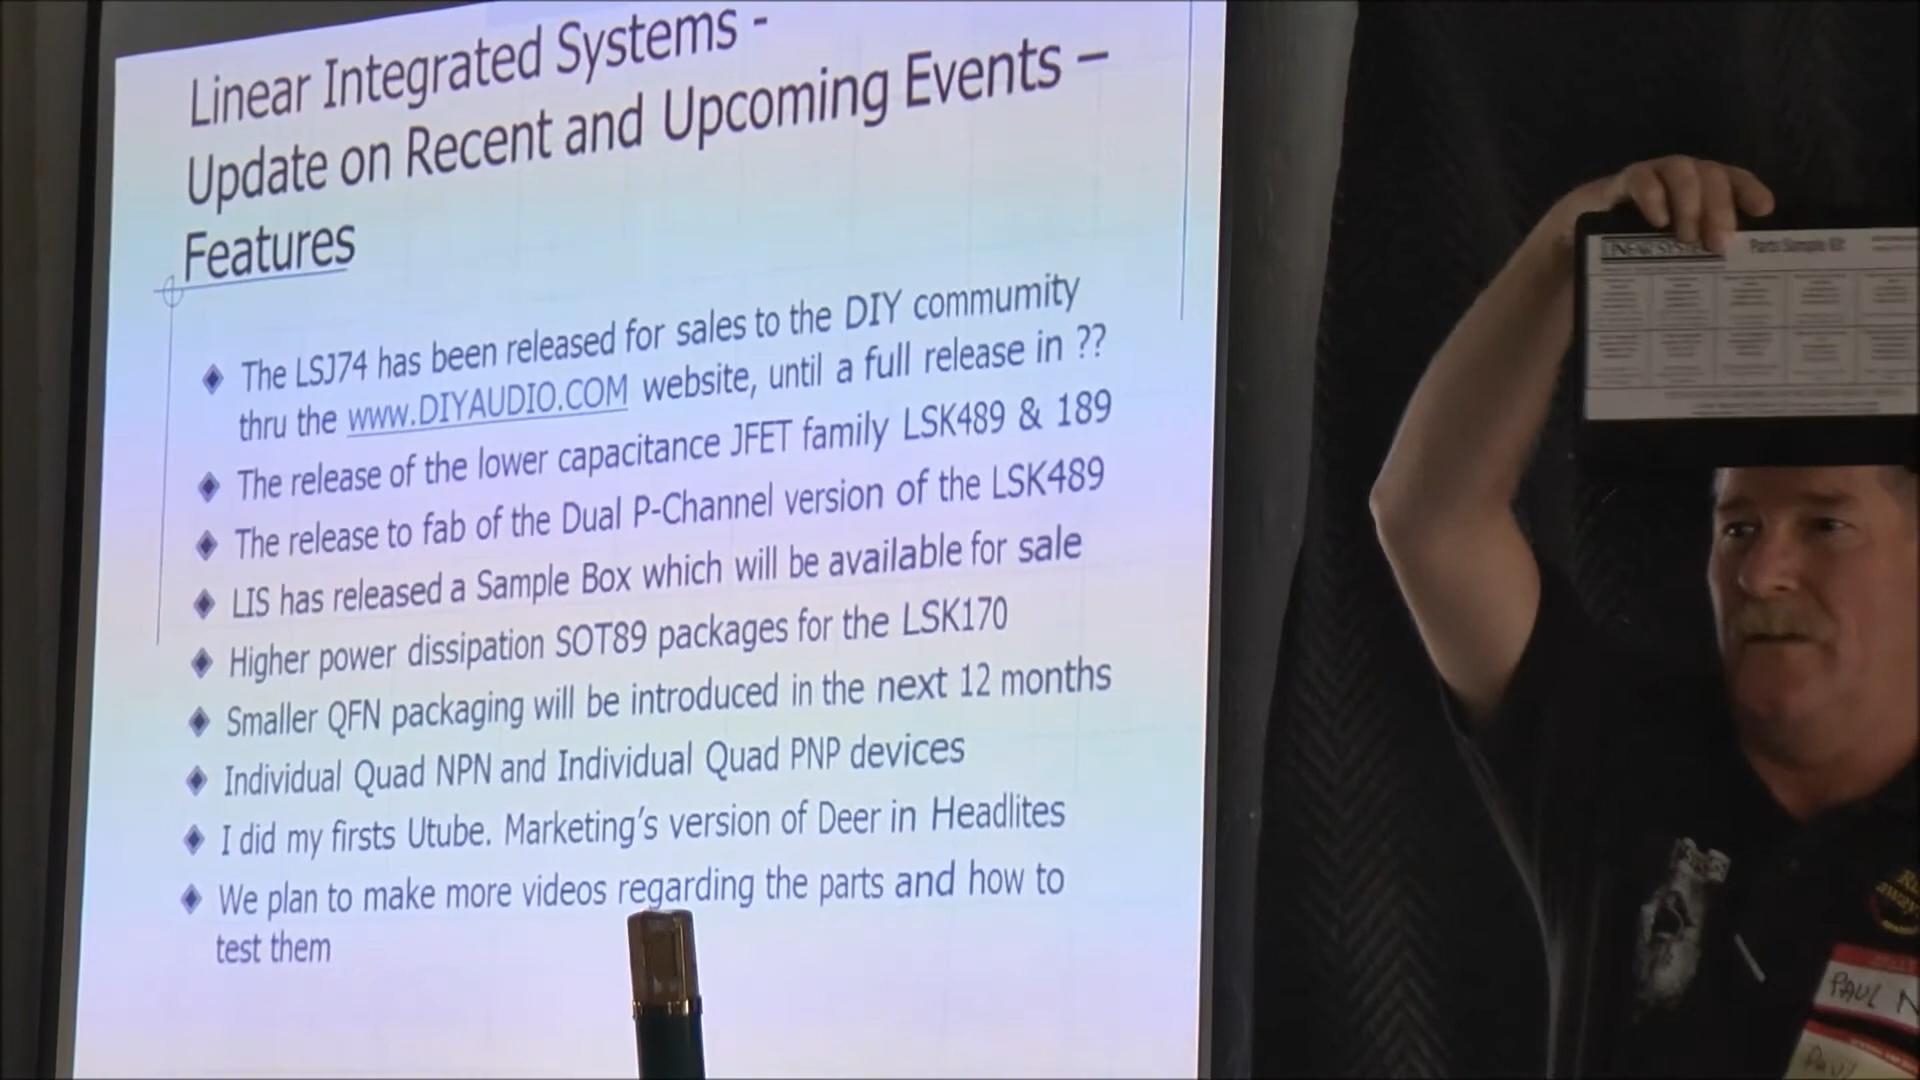 Linear Integrated Systems -
Update on Recent and Upcoming Events –
Features
The LSJ74 has been released for sales to the DIY commumity
thru the www.DIYAUDIO.COM website, until a full release in ??
The release of the lower capacitance JFET family LSK489 & 189
The release to fab of the Dual P-Channel version of the LSK489
LIS has released a Sample Box which will be available for sale
Higher power dissipation SOT89 packages for the LSK170
Smaller QFN packaging will be introduced in the next 12 months
Individual Quad NPN and Individual Quad PNP devices
I did my firsts Utube. Marketing's version of Deer in Headlites
We plan to make more videos regarding the parts and how to
test them
Parts Sample Kit
PAUL N